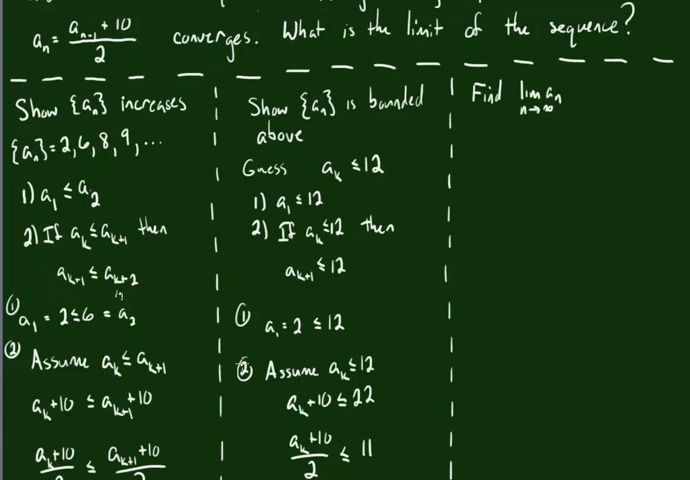 a_n = (a_{n-1} + 10)/2 converges. What is the limit of the sequence?
Show {a_n} increases
{a_n} = 2, 6, 8, 9, ...
1) a_1 ≤ a_2
2) If a_k ≤ a_{k+1} then
a_{k+1} ≤ a_{k+2}
① a_1 = 2 ≤ 6 = a_2
② Assume a_k ≤ a_{k+1}
a_k + 10 ≤ a_{k+1} + 10
(a_k + 10)/2 ≤ (a_{k+1} + 10)/2
Show {a_n} is bounded
above
Guess a_k ≤ 12
1) a_1 ≤ 12
2) If a_k ≤ 12 then
a_{k+1} ≤ 12
① a_1 = 2 ≤ 12
② Assume a_k ≤ 12
a_k + 10 ≤ 22
(a_k + 10)/2 ≤ 11
Find lim a_n
n→∞